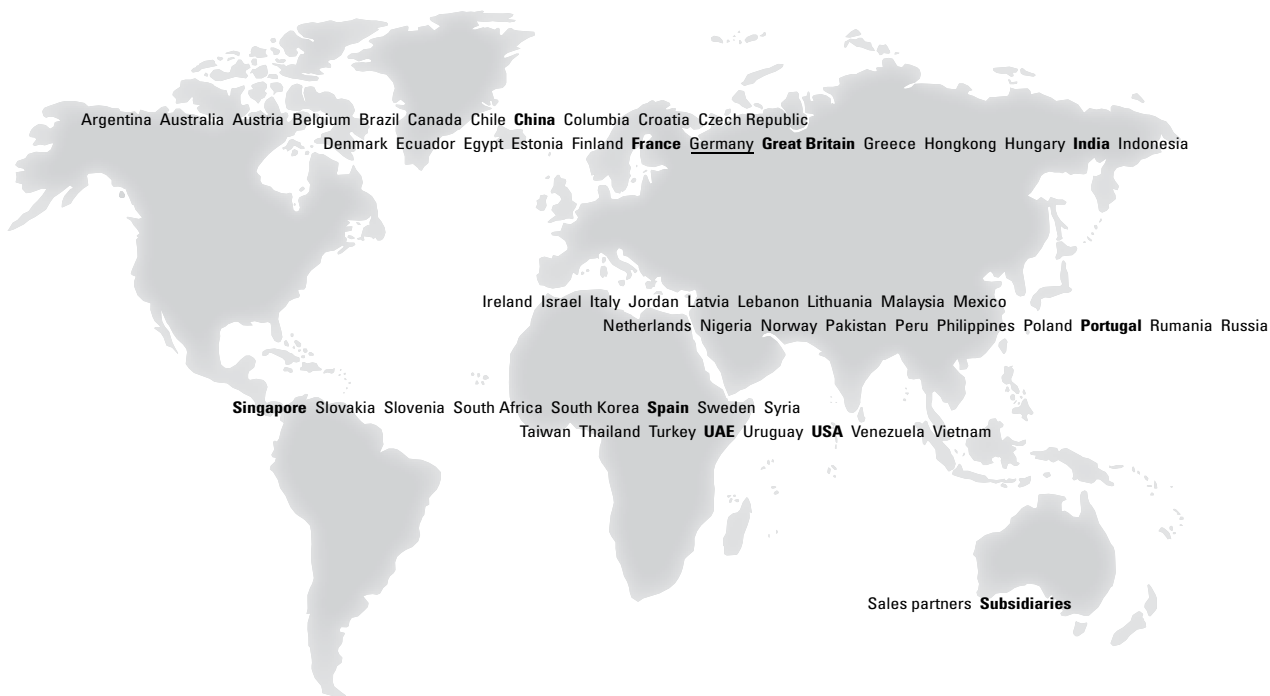 Argentina Australia Austria Belgium Brazil Canada Chile China Columbia Croatia Czech Republic
Denmark Ecuador Egypt Estonia Finland France Germany Great Britain Greece Hongkong Hungary India Indonesia
Ireland Israel Italy Jordan Latvia Lebanon Lithuania Malaysia Mexico
Netherlands Nigeria Norway Pakistan Peru Philippines Poland Portugal Rumania Russia
Singapore Slovakia Slovenia South Africa South Korea Spain Sweden Syria
Taiwan Thailand Turkey UAE Uruguay USA Venezuela Vietnam
Sales partners Subsidiaries